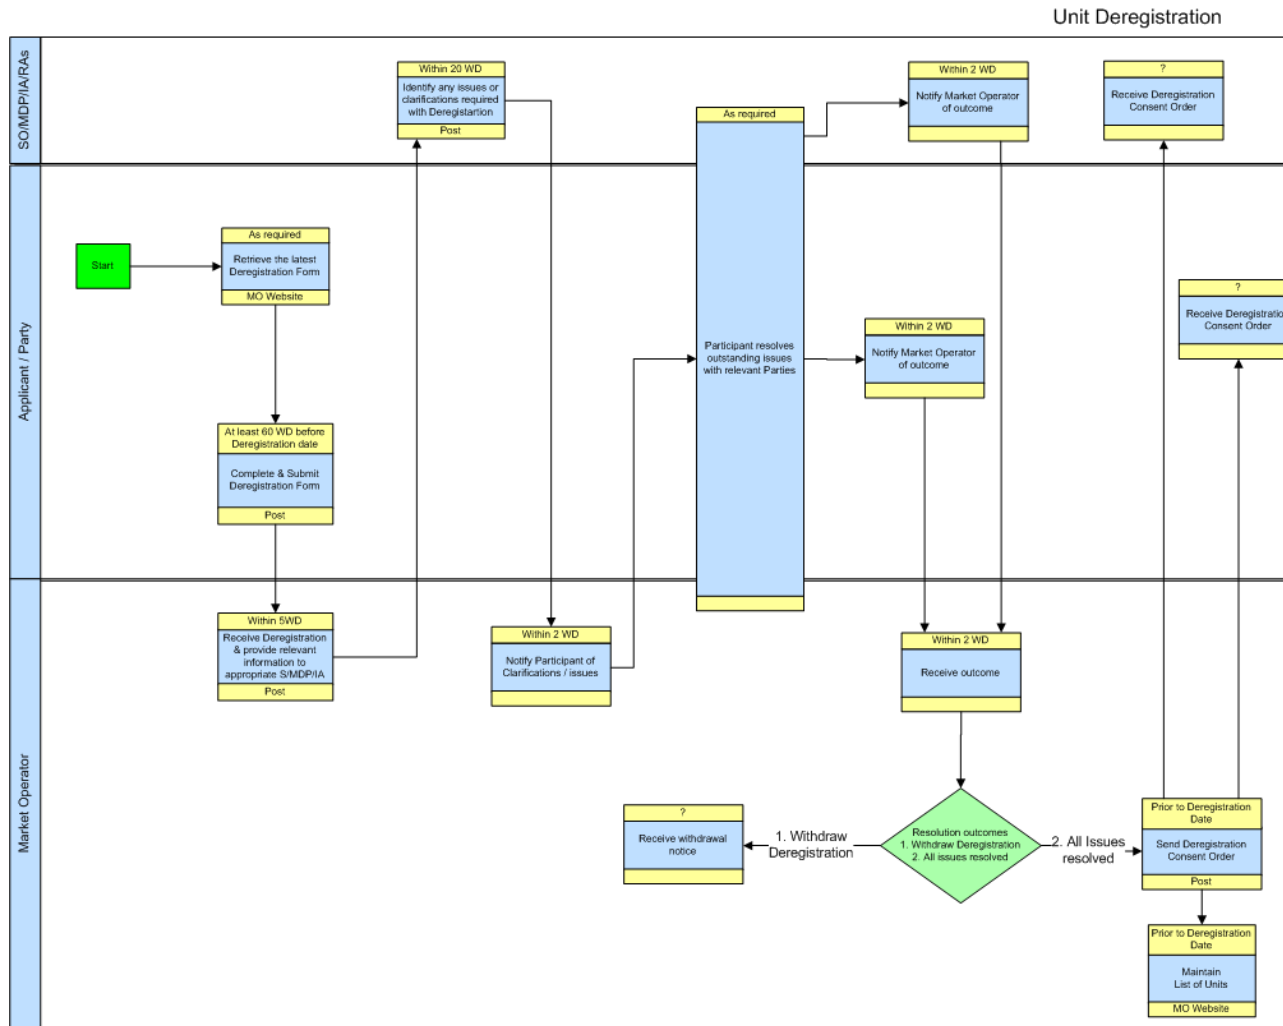 Unit Deregistration
SO/MDP/IA/RAs
Within 20 WD
Identify any issues or
clarifications required
with Deregistartion
Post
As required
Within 2 WD
Notify Market Operator
of outcome
?
Receive Deregistration
Consent Order
Applicant / Party
Start
As required
Retrieve the latest
Deregistration Form
MO Website
At least 60 WD before
Deregistration date
Complete & Submit
Deregistration Form
Post
Participant resolves
outstanding issues
with relevant Parties
Within 2 WD
Notify Market Operator
of outcome
?
Receive Deregistratio
Consent Order
Market Operator
Within 5WD
Receive Deregistration
& provide relevant
information to
appropriate S/MDP/IA
Post
Within 2 WD
Notify Participant of
Clarifications / issues
Within 2 WD
Receive outcome
?
Receive withdrawal
notice
1. Withdraw
Deregistration
Resolution outcomes
1. Withdraw Deregistration
2. All issues resolved
2. All Issues
resolved
Prior to Deregistration
Date
Send Deregistration
Consent Order
Post
Prior to Deregistration
Date
Maintain
List of Units
MO Website